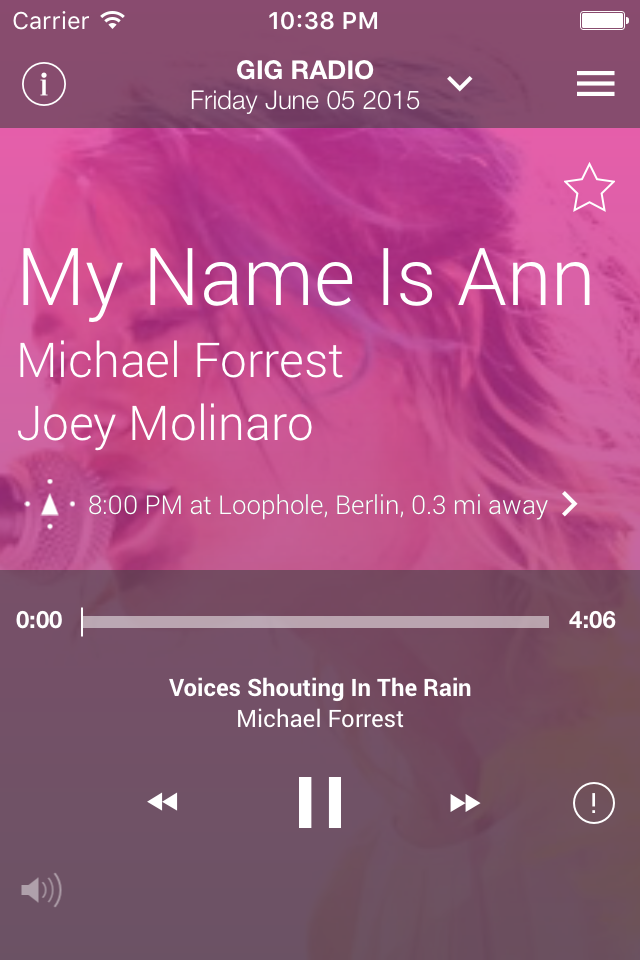 Carrier 10:38 PM
GIG RADIO
Friday June 05 2015
My Name Is Ann
Michael Forrest
Joey Molinaro
8:00 PM at Loophole, Berlin, 0.3 mi away
0:00 4:06
Voices Shouting In The Rain
Michael Forrest